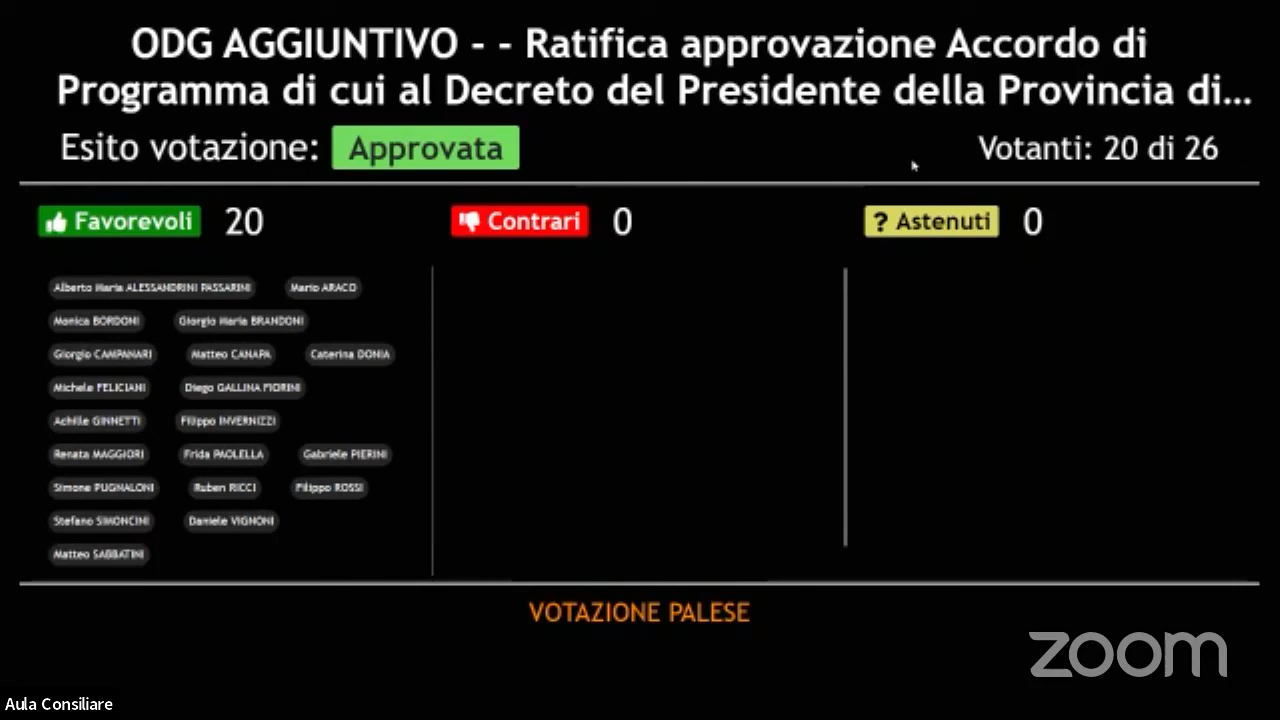 ODG AGGIUNTIVO - - Ratifica approvazione Accordo di
Programma di cui al Decreto del Presidente della Provincia di...
Esito votazione: Approvata
Votanti: 20 di 26
Favorevoli 20
Contrari 0
? Astenuti 0
Alberto Maria ALESSANDRINI PASSARINI Mario ARACO
Monica BORDONI Giorgio Maria BRANDONI
Giorgio CAMPANARI Matteo CANAPA Caterina DONIA
Michele FELICIANI Diego GALLINA FIORINI
Achille GINNETTI Filippo INVERNIZZI
Renata MAGGIORI Frida PAOLELLA Gabriele PIERINI
Simone PUGNALONI Ruben RICCI Filippo ROSSI
Stefano SIMONCINI Daniele VIGNONI
Matteo SABBATINI
VOTAZIONE PALESE
zoom
Aula Consiliare